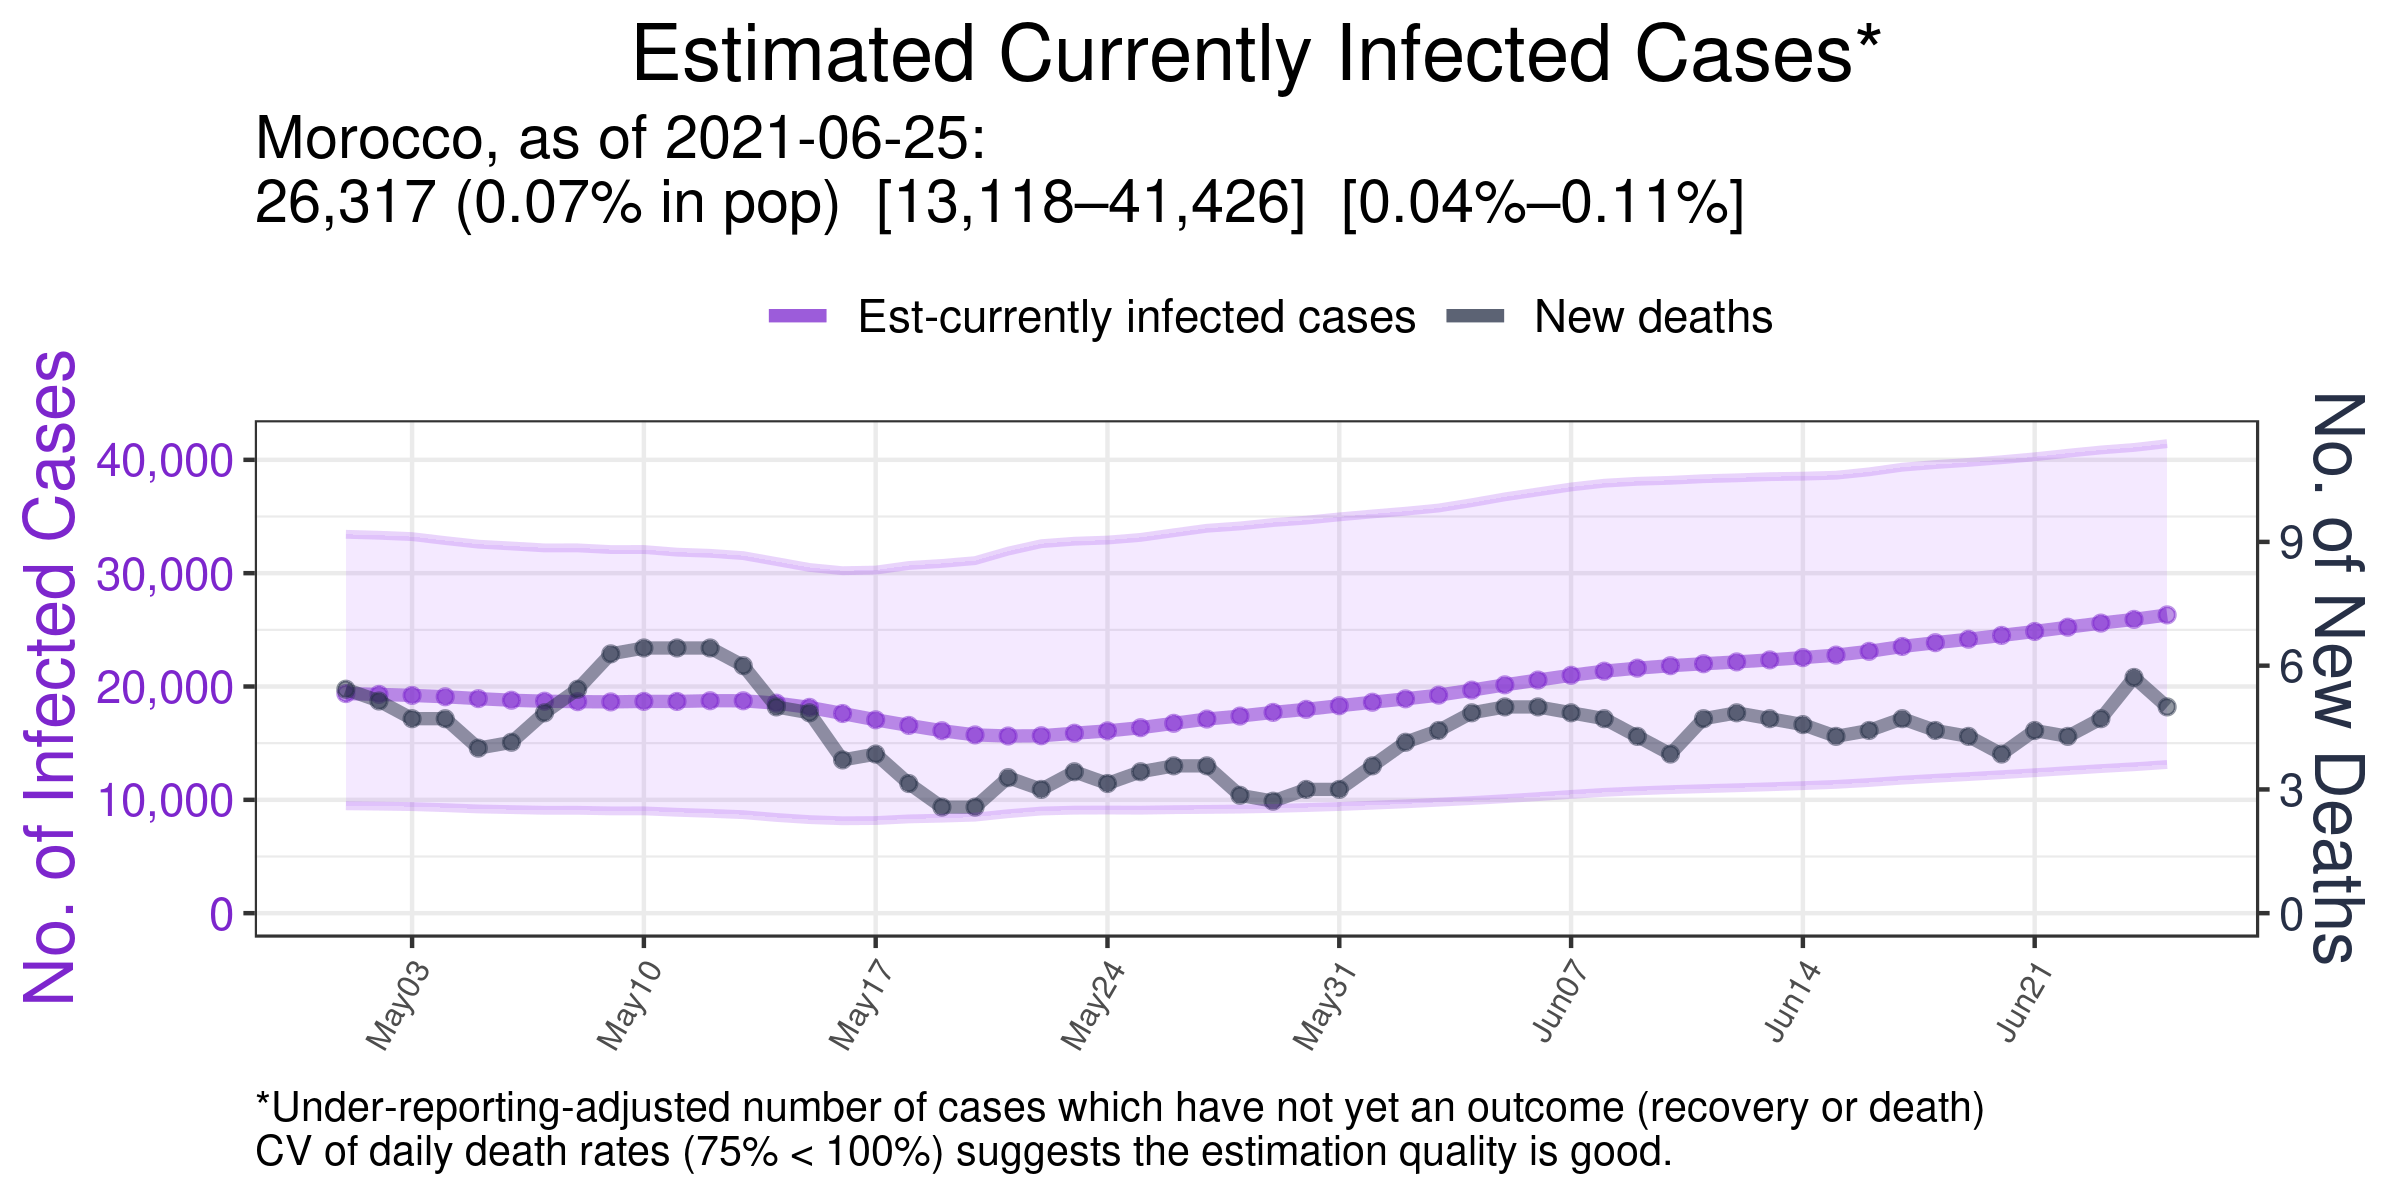 Estimated Currently Infected Cases*
Morocco, as of 2021-06-25:
26,317 (0.07% in pop)  [13,118–41,426]  [0.04%–0.11%]
Est-currently infected cases
New deaths
No. of Infected Cases
40,000
30,000
20,000
10,000
0
No. of New Deaths
9
6
3
0
May03
May10
May17
May24
May31
Jun07
Jun14
Jun21
*Under-reporting-adjusted number of cases which have not yet an outcome (recovery or death)
CV of daily death rates (75% < 100%) suggests the estimation quality is good.